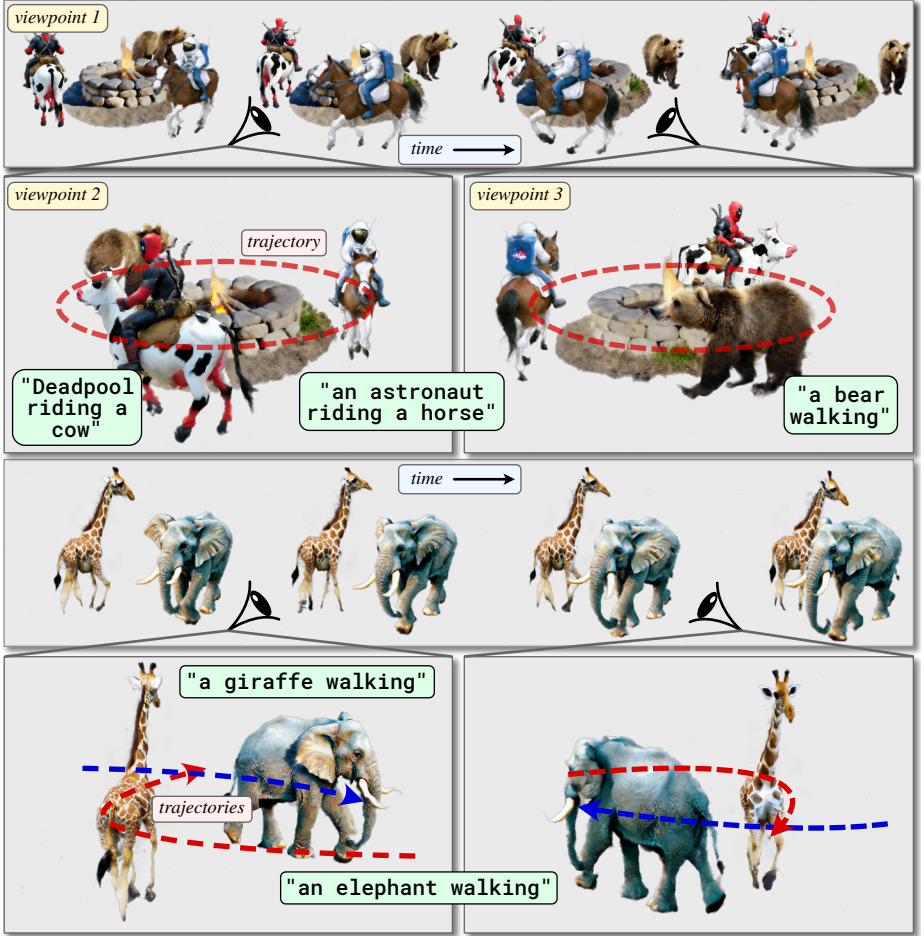 viewpoint 1
time
viewpoint 2
viewpoint 3
trajectory
"Deadpool
riding a
cow"
"an astronaut
riding a horse"
"a bear
walking"
time
"a giraffe walking"
trajectories
"an elephant walking"